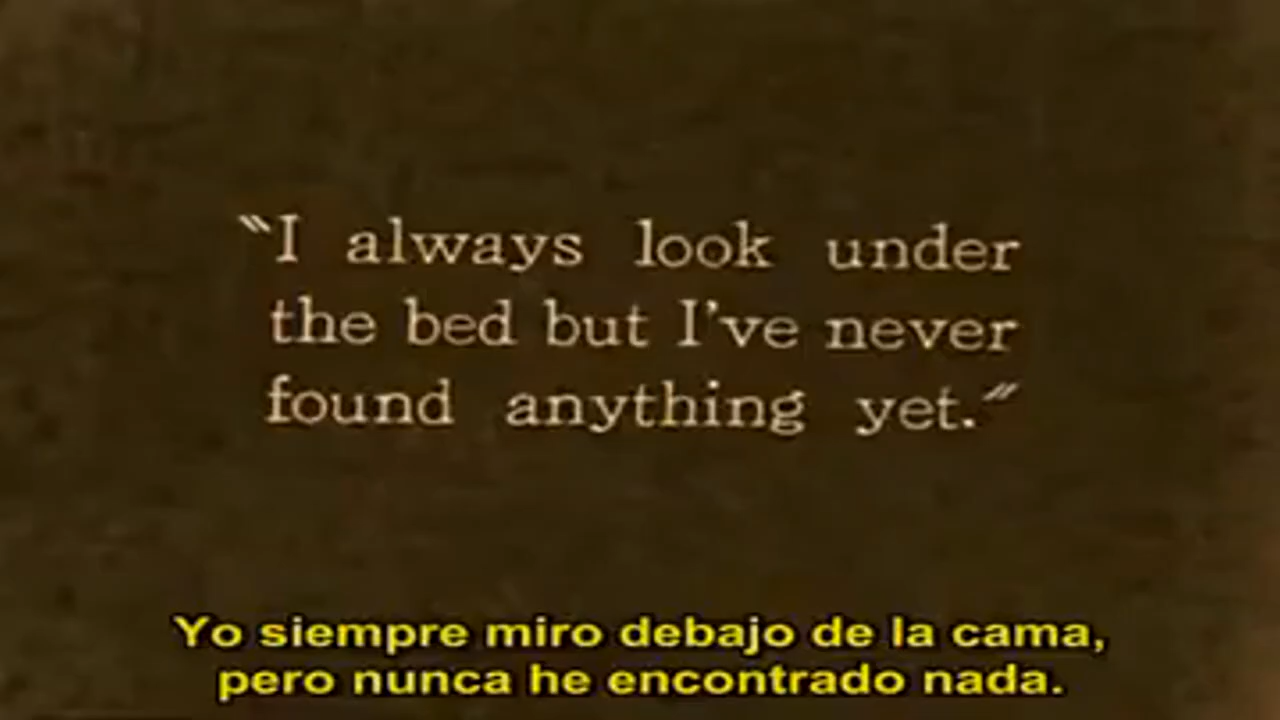 "I always look under
the bed but I've never
found anything yet."
Yo siempre miro debajo de la cama,
pero nunca he encontrado nada.